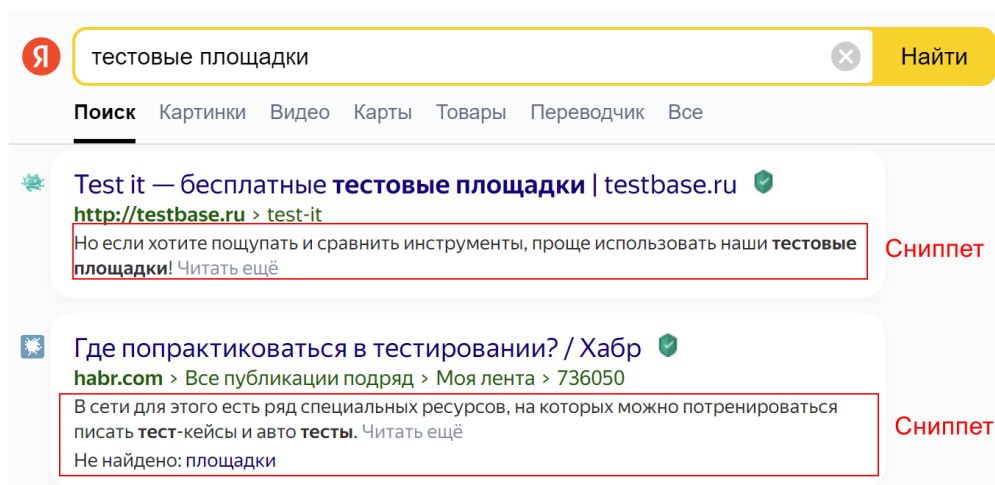 Я тестовые площадки Найти
Поиск Картинки Видео Карты Товары Переводчик Все
Test it — бесплатные тестовые площадки | testbase.ru
http://testbase.ru › test-it
Но если хотите пощупать и сравнить инструменты, проще использовать наши тестовые
площадки! Читать ещё
Сниппет
Где попрактиковаться в тестировании? / Хабр
habr.com › Все публикации подряд › Моя лента › 736050
В сети для этого есть ряд специальных ресурсов, на которых можно потренироваться
писать тест-кейсы и авто тесты. Читать ещё
Не найдено: площадки
Сниппет